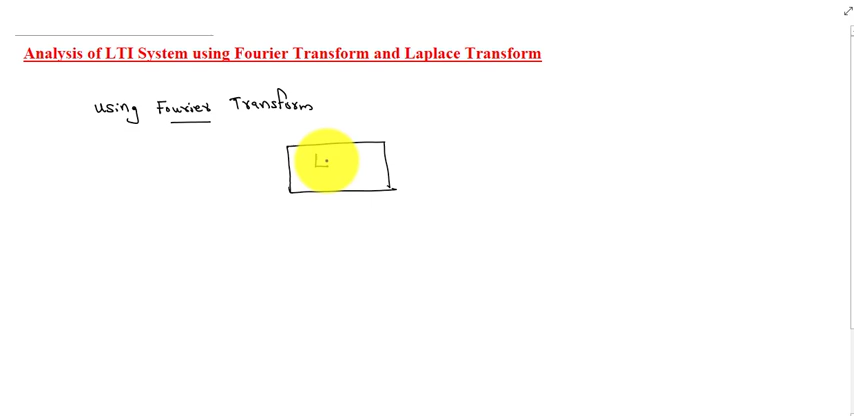 Analysis of LTI System using Fourier Transform and Laplace Transform
using Fourier Transform
L